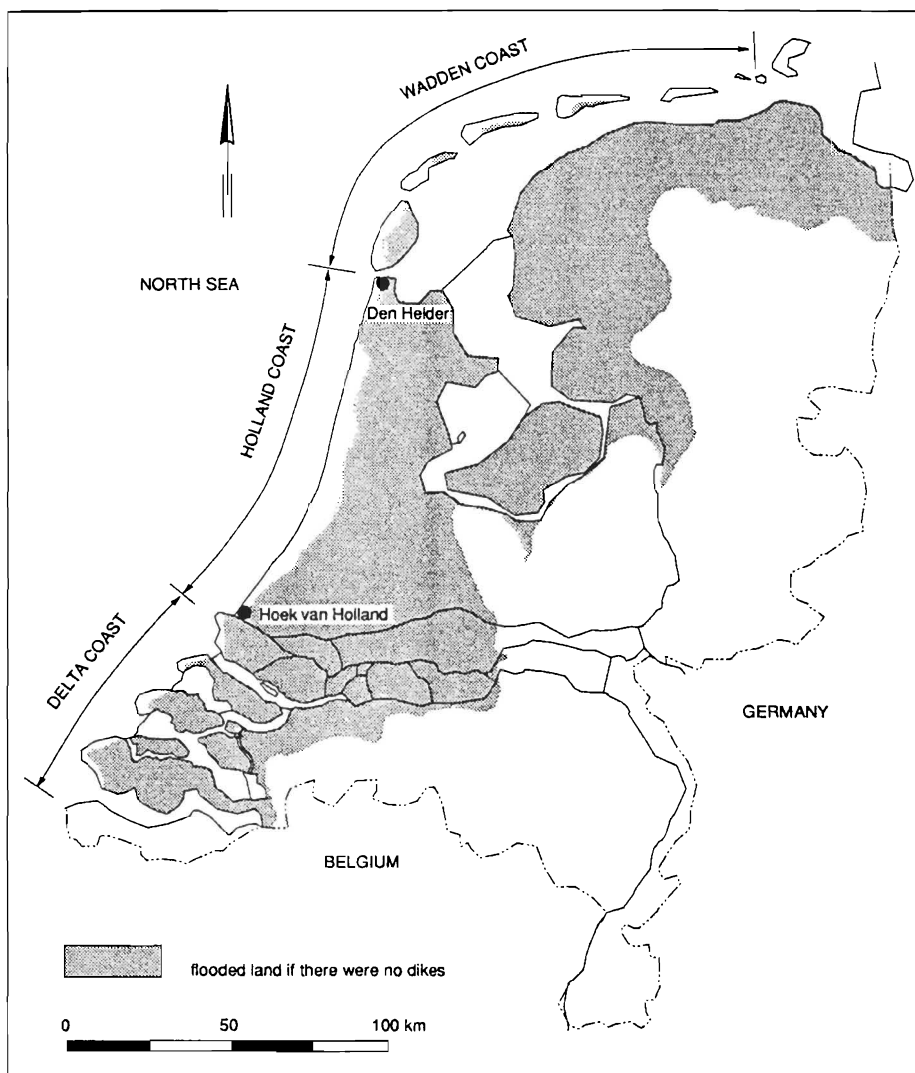 WADDEN COAST
NORTH SEA
Den Helder
HOLLAND COAST
Hoek van Holland
DELTA COAST
GERMANY
BELGIUM
flooded land if there were no dikes
0 50 100 km